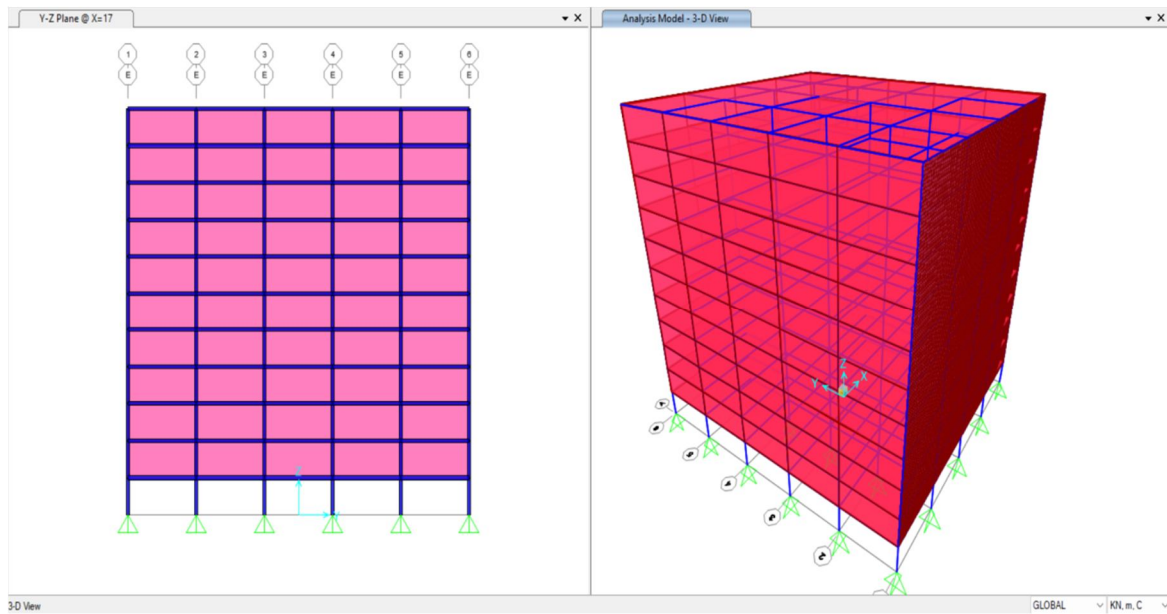 Y-Z Plane @ X=17
Analysis Model - 3-D View
1 2 3 4 5 6
E E E E E E
Z
Y X
Z
3-D View
GLOBAL
KN, m, C